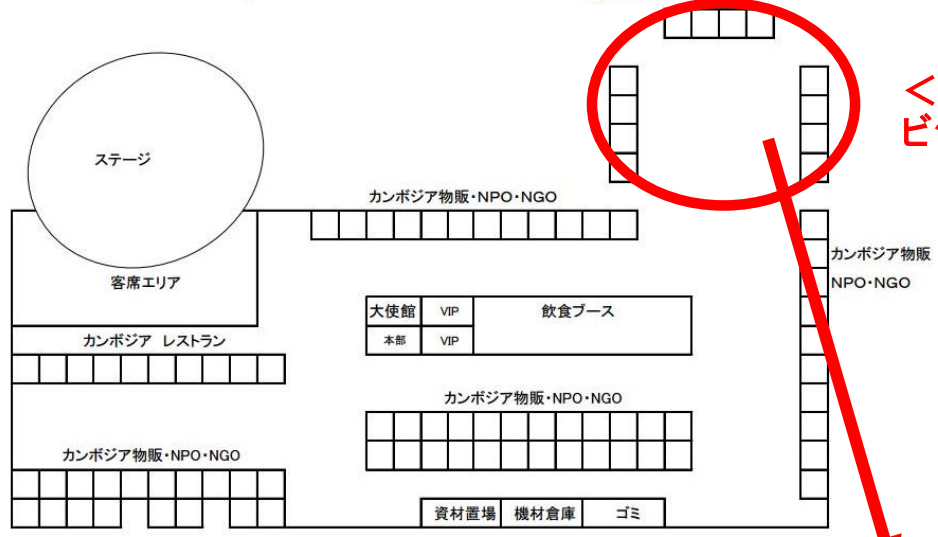 <
ビ
ステージ
カンボジア物販・NPO・NGO
カンボジア物販
NPO・NGO
客席エリア
大使館 VIP 飲食ブース
本部 VIP
カンボジア レストラン
カンボジア物販・NPO・NGO
カンボジア物販・NPO・NGO
資材置場 機材倉庫 ゴミ